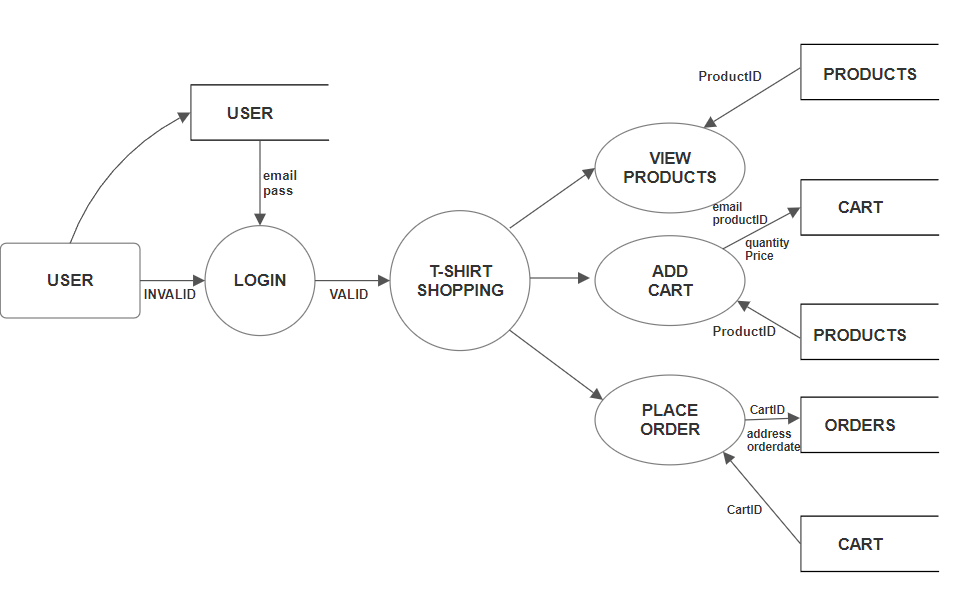 PRODUCTS
ProductID
USER
VIEW
PRODUCTS
email
pass
email
productID
CART
quantity
Price
USER
INVALID
LOGIN
VALID
T-SHIRT
SHOPPING
ADD
CART
ProductID
PRODUCTS
PLACE
ORDER
CartID
address
orderdate
ORDERS
CartID
CART